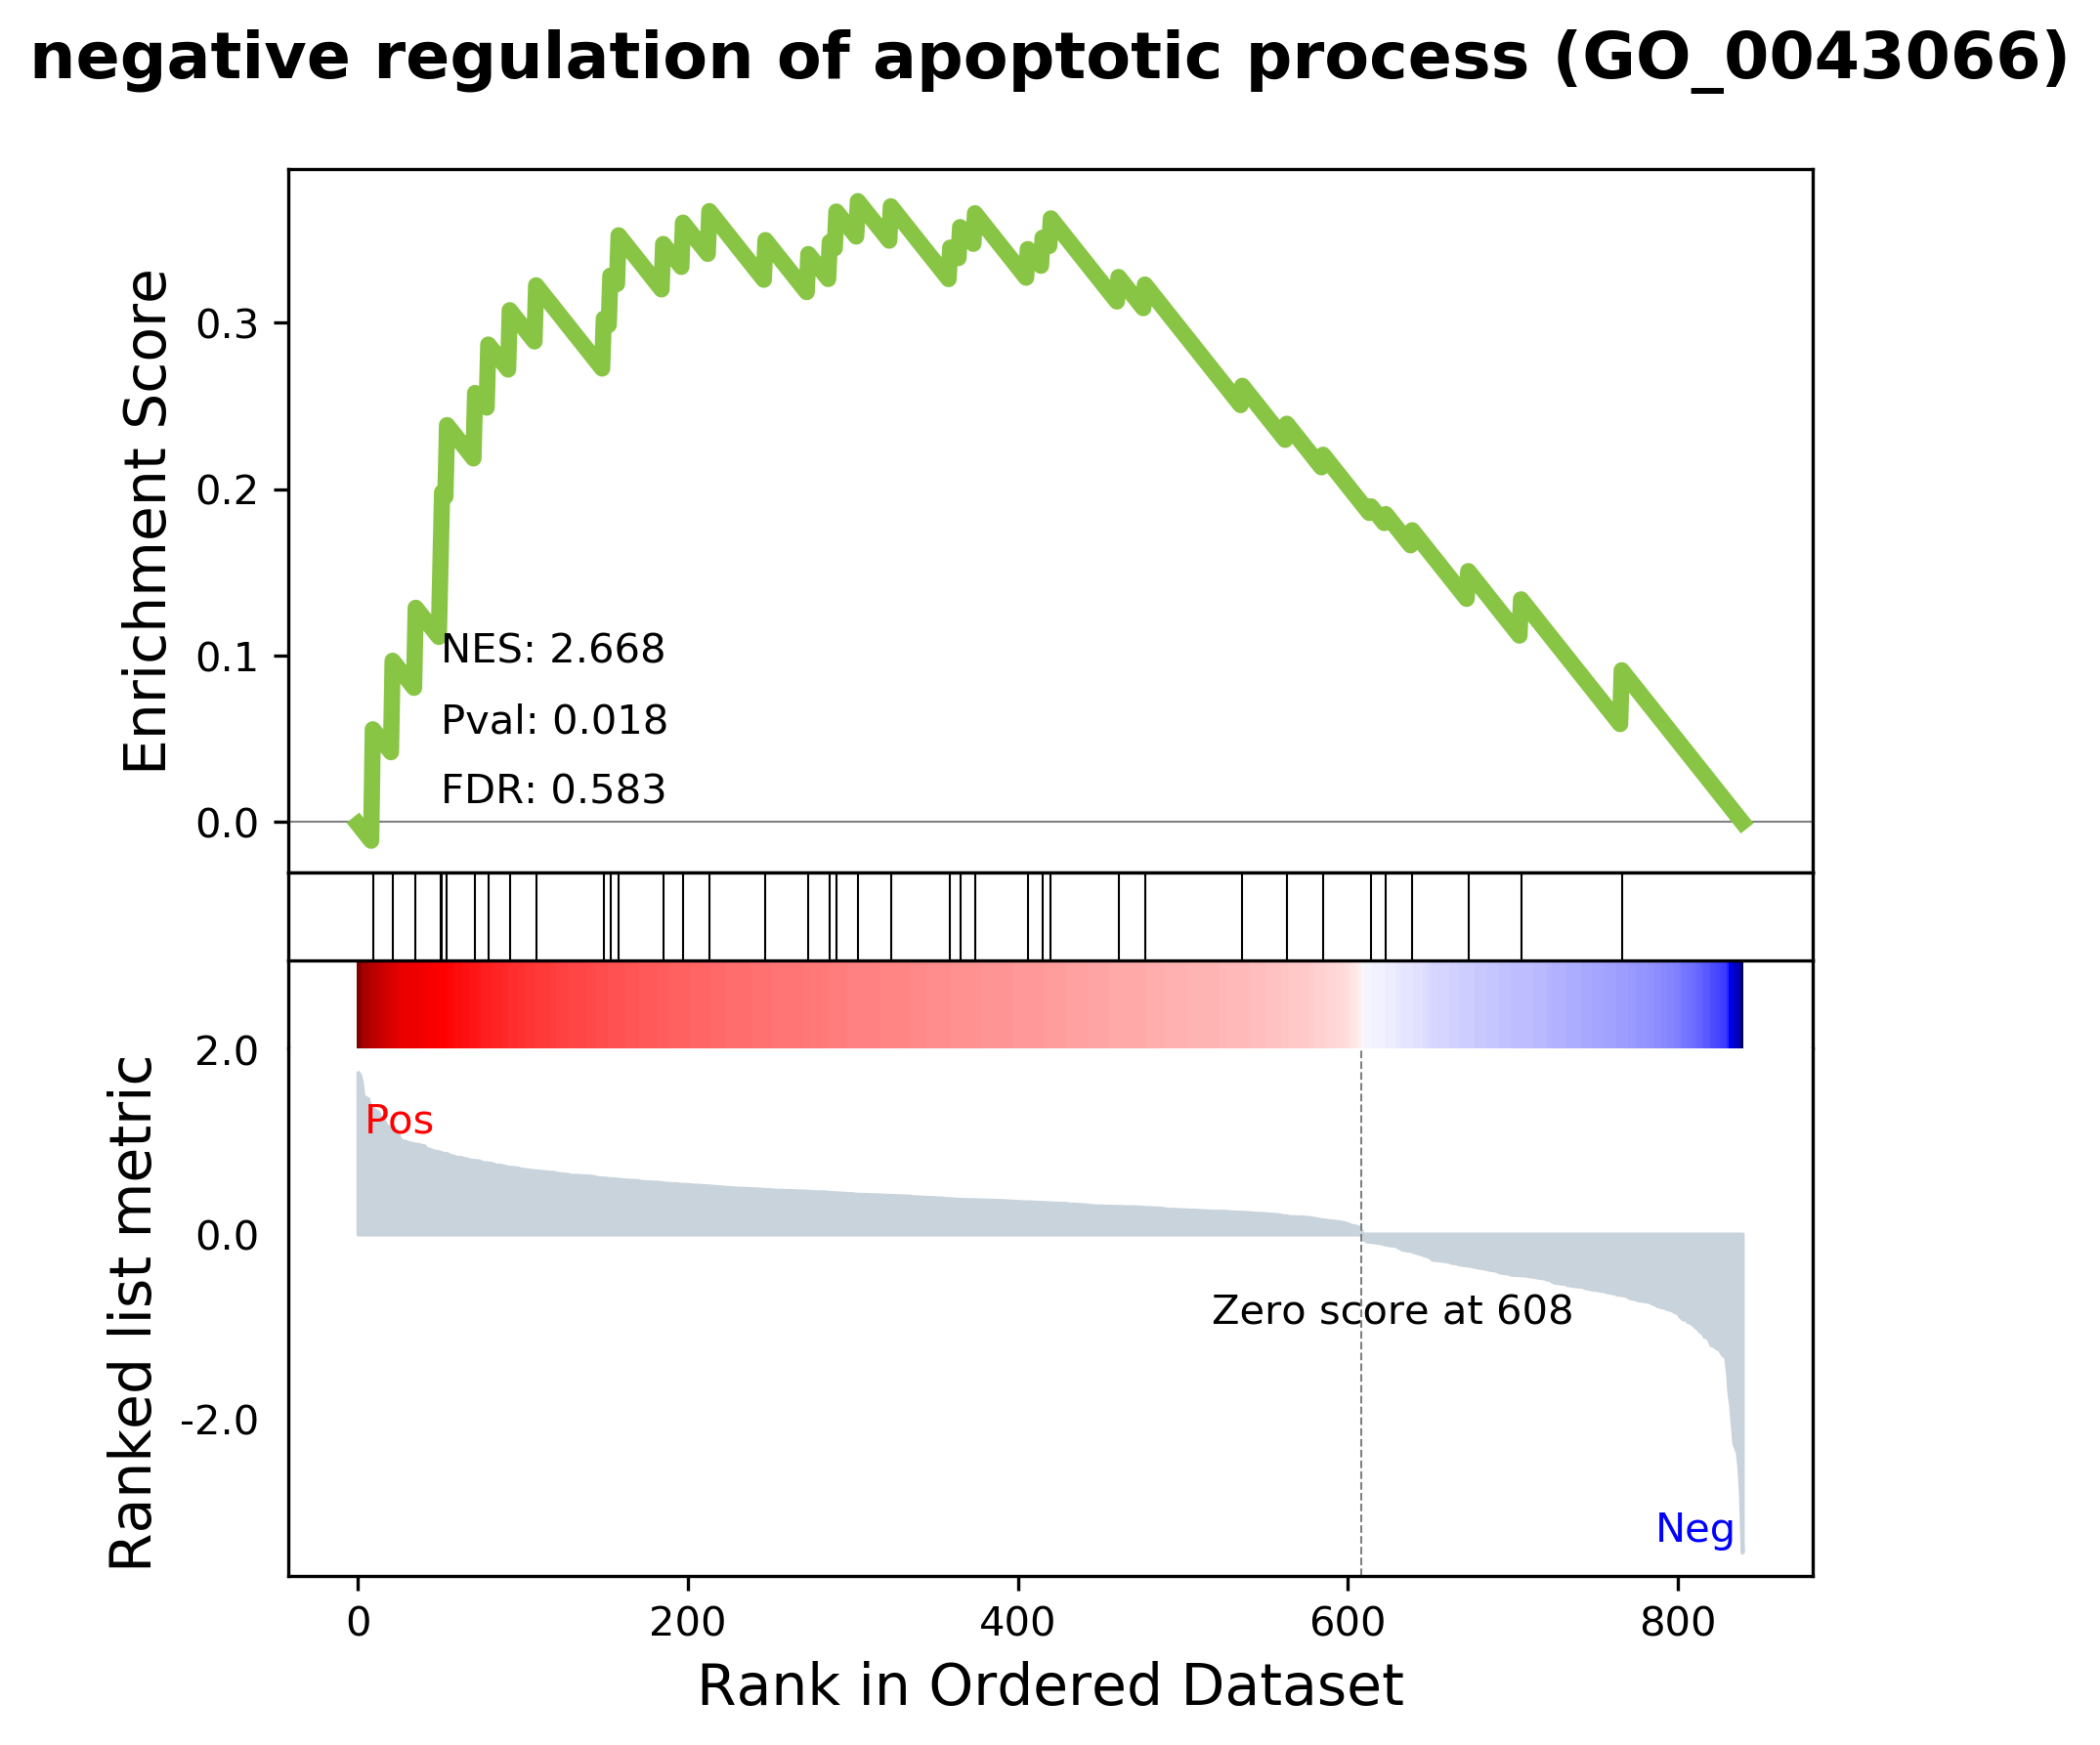 negative regulation of apoptotic process (GO_0043066)
Enrichment Score
0.3
0.2
0.1
0.0
NES: 2.668
Pval: 0.018
FDR: 0.583
Ranked list metric
2.0
0.0
-2.0
Pos
Zero score at 608
Neg
0 200 400 600 800
Rank in Ordered Dataset